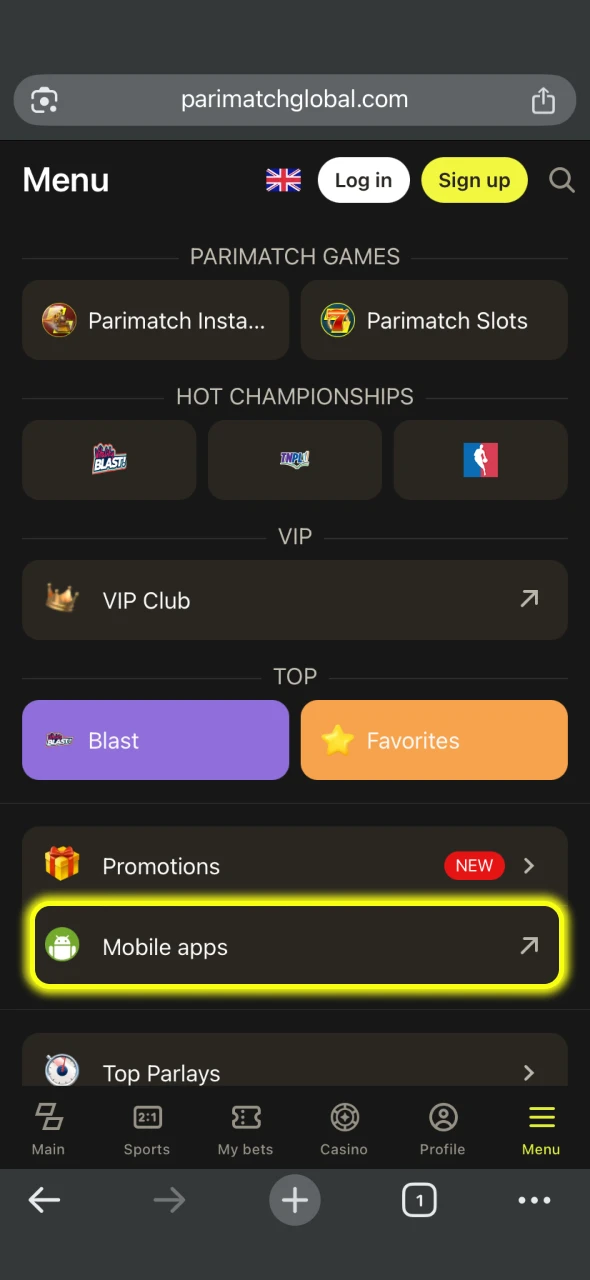 parimatchglobal.com
Menu
Log in
Sign up
PARIMATCH GAMES
Parimatch Insta...
Parimatch Slots
HOT CHAMPIONSHIPS
BLAST
TNPL
VIP
VIP Club
TOP
BLAST
Blast
Favorites
Promotions
NEW
Mobile apps
Top Parlays
2:1
Main
Sports
My bets
Casino
Profile
Menu
1